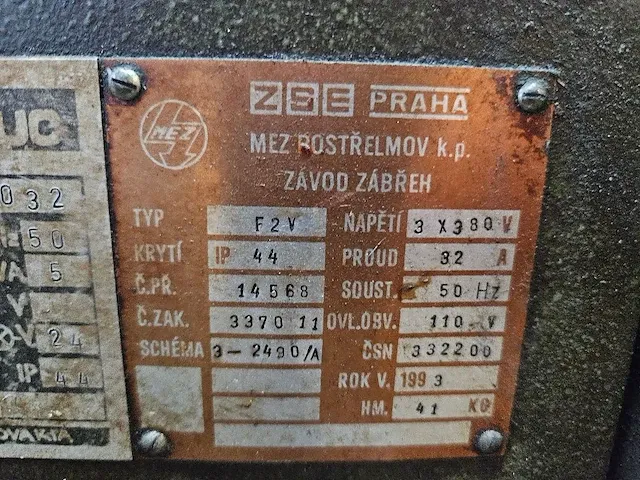 ZSE PRAHA
MEZ
MEZ POSTŘELMOV k.p.
ZÁVOD ZÁBŘEH
TYP F2V NAPĚTÍ 3 X 380 V
KRYTÍ IP 44 PROUD 32 A
Č.PŘ. 14568 SOUST. 50 Hz
Č.ZAK. 3370 11 OVL.OBV. 110 V
SCHÉMA 3-2490/A ČSN 332200
ROK V. 1993
HM. 41 KG
032
50
5
V
V 24
IP 44